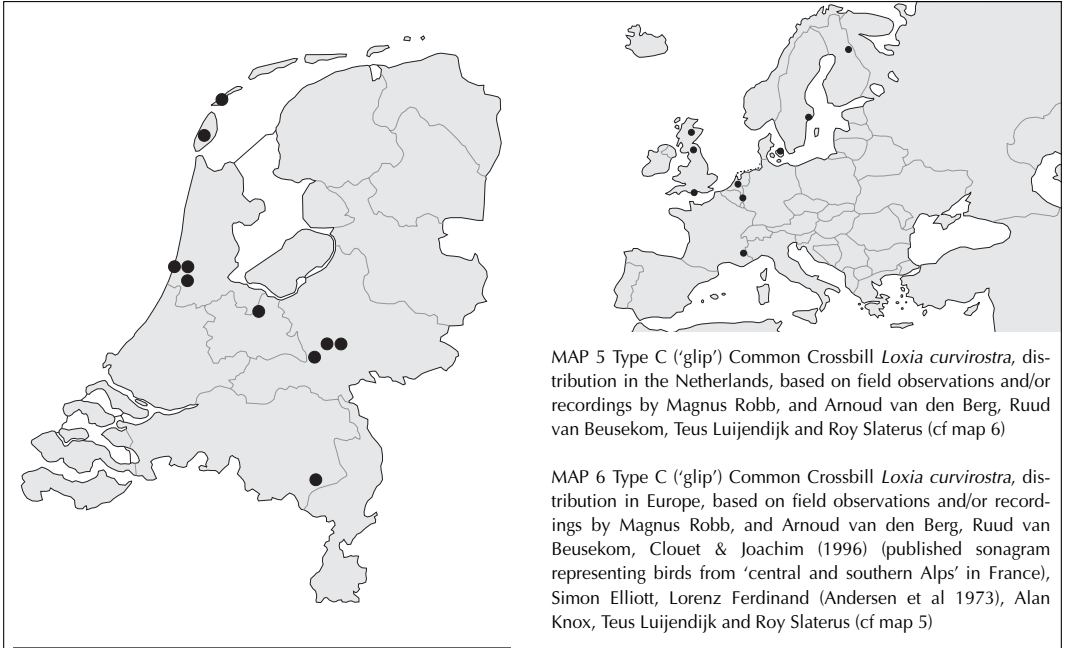 MAP 5 Type C (‘glip’) Common Crossbill Loxia curvirostra, dis-
tribution in the Netherlands, based on field observations and/or
recordings by Magnus Robb, and Arnoud van den Berg, Ruud
van Beusekom, Teus Luijendijk and Roy Slaterus (cf map 6)
MAP 6 Type C (‘glip’) Common Crossbill Loxia curvirostra, dis-
tribution in Europe, based on field observations and/or record-
ings by Magnus Robb, and Arnoud van den Berg, Ruud van
Beusekom, Clouet & Joachim (1996) (published sonagram
representing birds from ‘central and southern Alps’ in France),
Simon Elliott, Lorenz Ferdinand (Andersen et al 1973), Alan
Knox, Teus Luijendijk and Roy Slaterus (cf map 5)